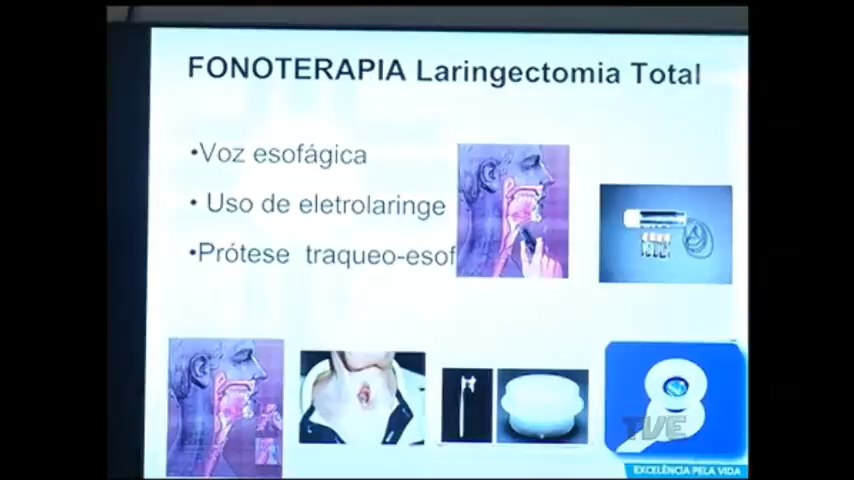 FONOTERAPIA Laringectomia Total
•Voz esofágica
• Uso de eletrolaringe
•Prótese traqueo-esof
TVE
EXCELÊNCIA PELA VIDA